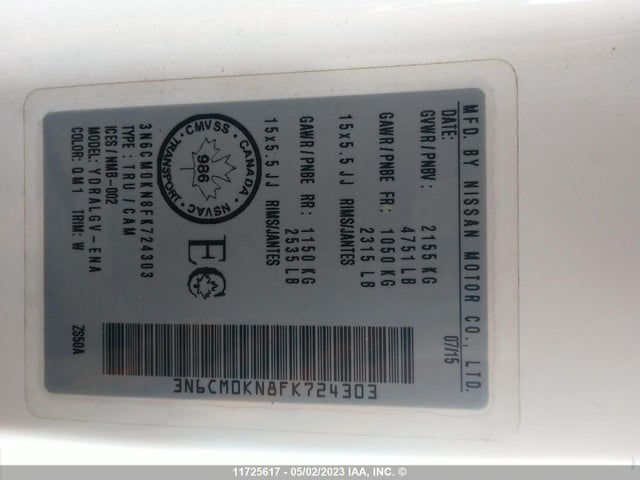 MFD. BY NISSAN MOTOR CO., LTD.
DATE: 07/15
GVWR/PNBV: 2155 KG
4751 LB
GAWR/PNBE FR: 1050 KG
2315 LB
15x5.5 JJ RIMS/JANTES
GAWR/PNBE RR: 1150 KG
2535 LB
15x5.5 JJ RIMS/JANTES
CMVSS · CANADA · NSVAC · TRANSPORT ·
986
EC
3N6CM0KN8FK724303
TYPE: TRU/CAM
ICES/NMB-002
MODEL: YDRALGV-ENA
COLOR: QM1 TRIM: W
ZS50A
3N6CM0KN8FK724303
11725617 - 05/02/2023 IAA, INC. ©